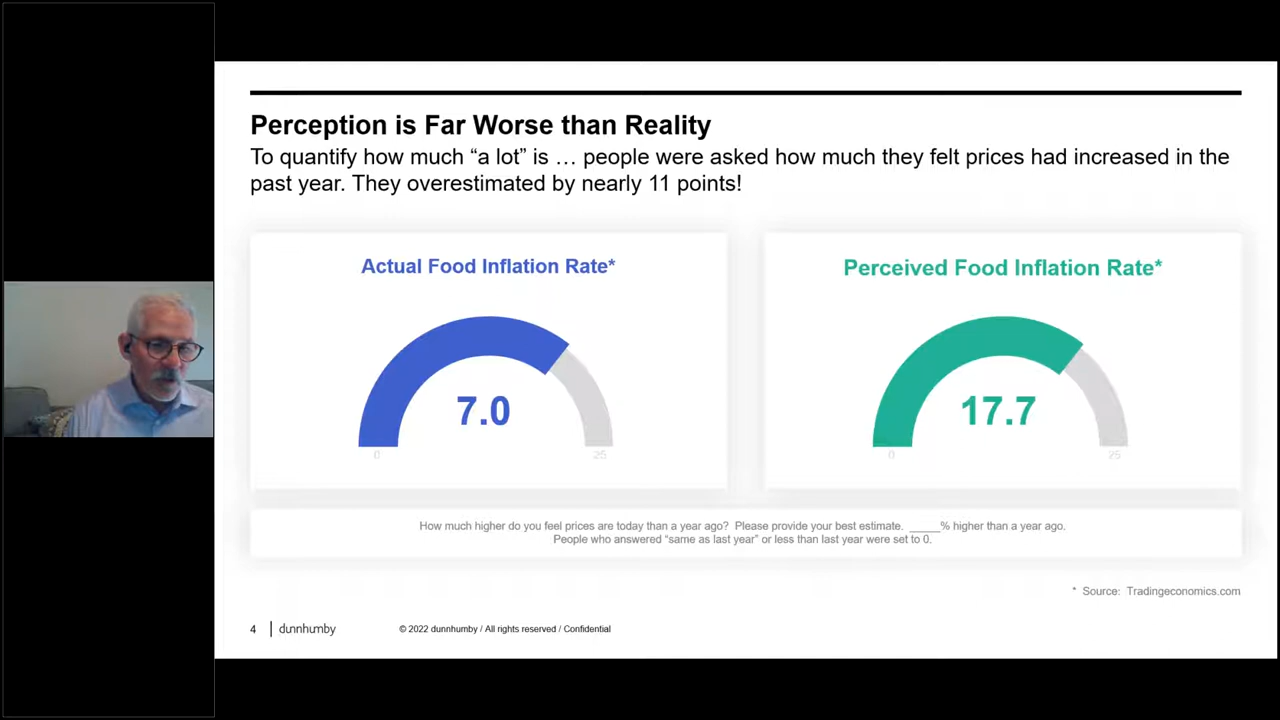 Perception is Far Worse than Reality
To quantify how much “a lot” is … people were asked how much they felt prices had increased in the
past year. They overestimated by nearly 11 points!
Actual Food Inflation Rate*
7.0
0
25
Perceived Food Inflation Rate*
17.7
0
25
How much higher do you feel prices are today than a year ago? Please provide your best estimate. _____% higher than a year ago.
People who answered “same as last year” or less than last year were set to 0.
* Source: Tradingeconomics.com
4
dunnhumby
© 2022 dunnhumby / All rights reserved / Confidential